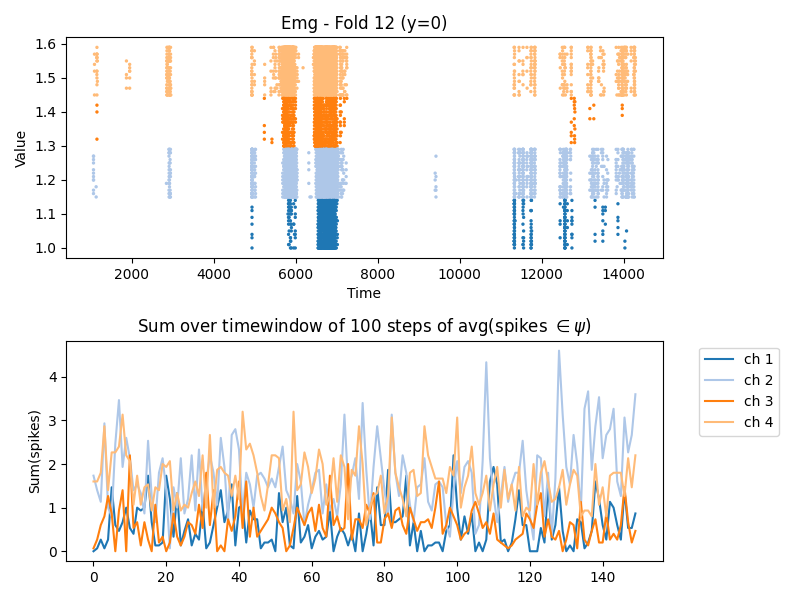 Emg - Fold 12 (y=0)
Value
1.6
1.5
1.4
1.3
1.2
1.1
1.0
2000 4000 6000 8000 10000 12000 14000
Time
Sum over timewindow of 100 steps of avg(spikes ∈ ψ)
Sum(spikes)
4
3
2
1
0
0 20 40 60 80 100 120 140
ch 1
ch 2
ch 3
ch 4